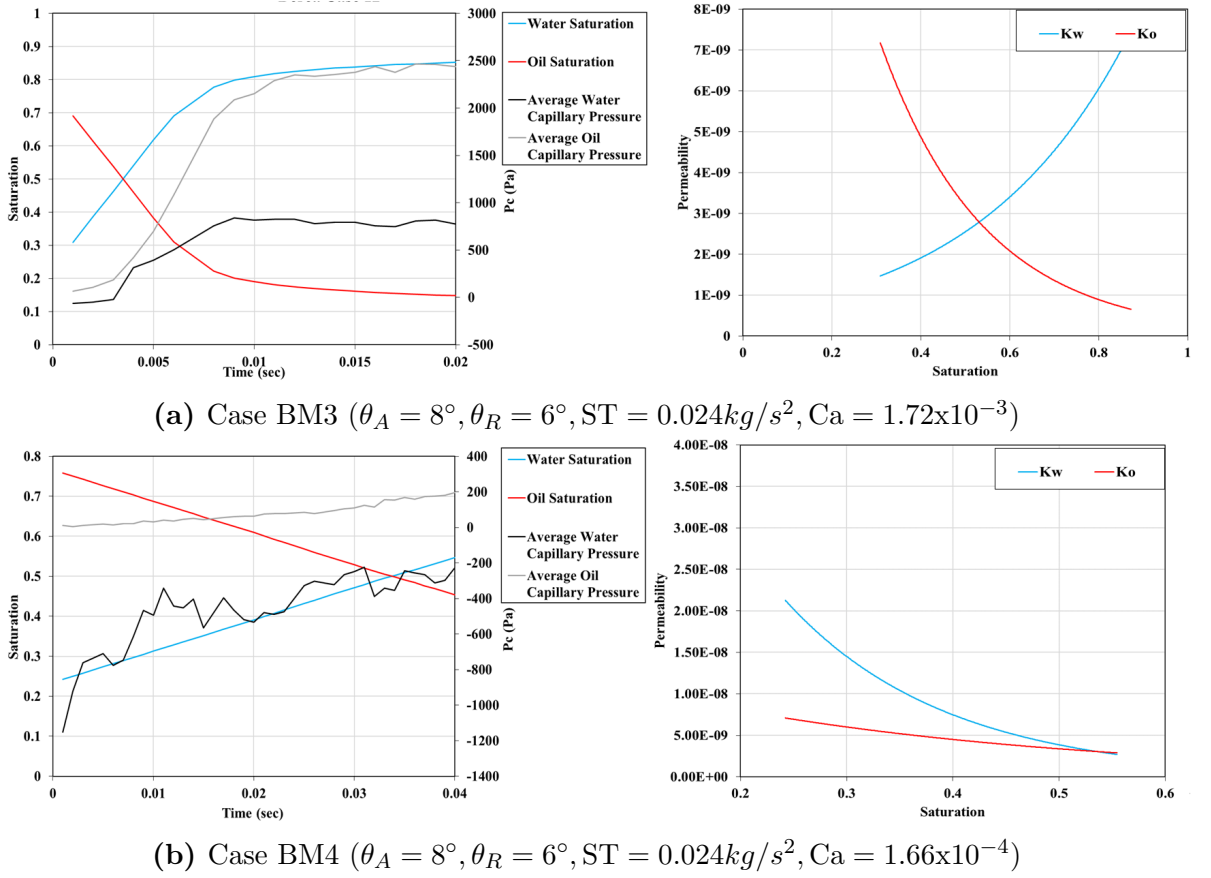 1
0.9
0.8
0.7
0.6
0.5
0.4
0.3
0.2
0.1
0
Saturation
0.005
0.01
0.015
0.02
Time (sec)
3000
2500
2000
1500
1000
500
0
-500
Pc (Pa)
Water Saturation
Oil Saturation
Average Water
Capillary Pressure
Average Oil
Capillary Pressure
8E-09
7E-09
6E-09
5E-09
4E-09
3E-09
2E-09
1E-09
0
Permeability
Kw Ko
0 0.2 0.4 0.6 0.8 1
Saturation
(a) Case BM3 (θ_A = 8°, θ_R = 6°, ST = 0.024kg/s², Ca = 1.72x10⁻³)
0.8
0.7
0.6
0.5
0.4
0.3
0.2
0.1
0
Saturation
0.01
0.02
0.03
0.04
Time (sec)
400
200
0
-200
-400
-600
-800
-1000
-1200
-1400
Pc (Pa)
Water Saturation
Oil Saturation
Average Water
Capillary Pressure
Average Oil
Capillary Pressure
4.00E-08
3.50E-08
3.00E-08
2.50E-08
2.00E-08
1.50E-08
1.00E-08
5.00E-09
0.00E+00
Permeability
Kw Ko
0.2 0.3 0.4 0.5 0.6
Saturation
(b) Case BM4 (θ_A = 8°, θ_R = 6°, ST = 0.024kg/s², Ca = 1.66x10⁻⁴)